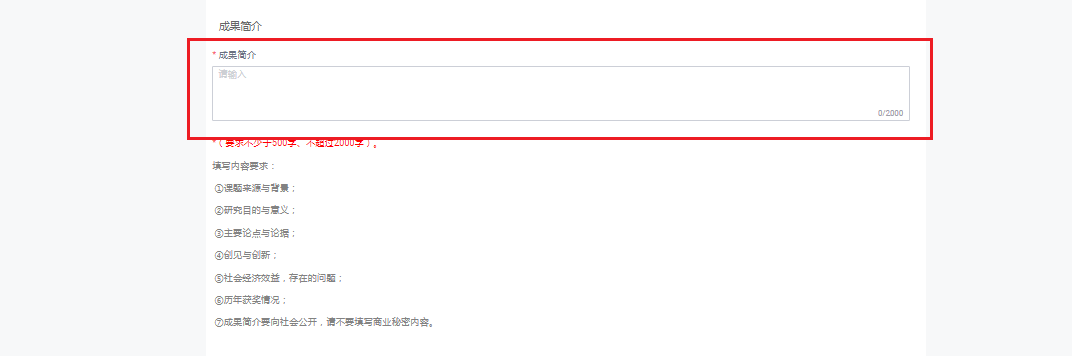 成果简介
* 成果简介
请输入
0/2000
*（要求不少于500字、不超过2000字）。
填写内容要求：
①课题来源与背景；
②研究目的与意义；
③主要论点与论据；
④创见与创新；
⑤社会经济效益，存在的问题；
⑥历年获奖情况；
⑦成果简介要向社会公开，请不要填写商业秘密内容。